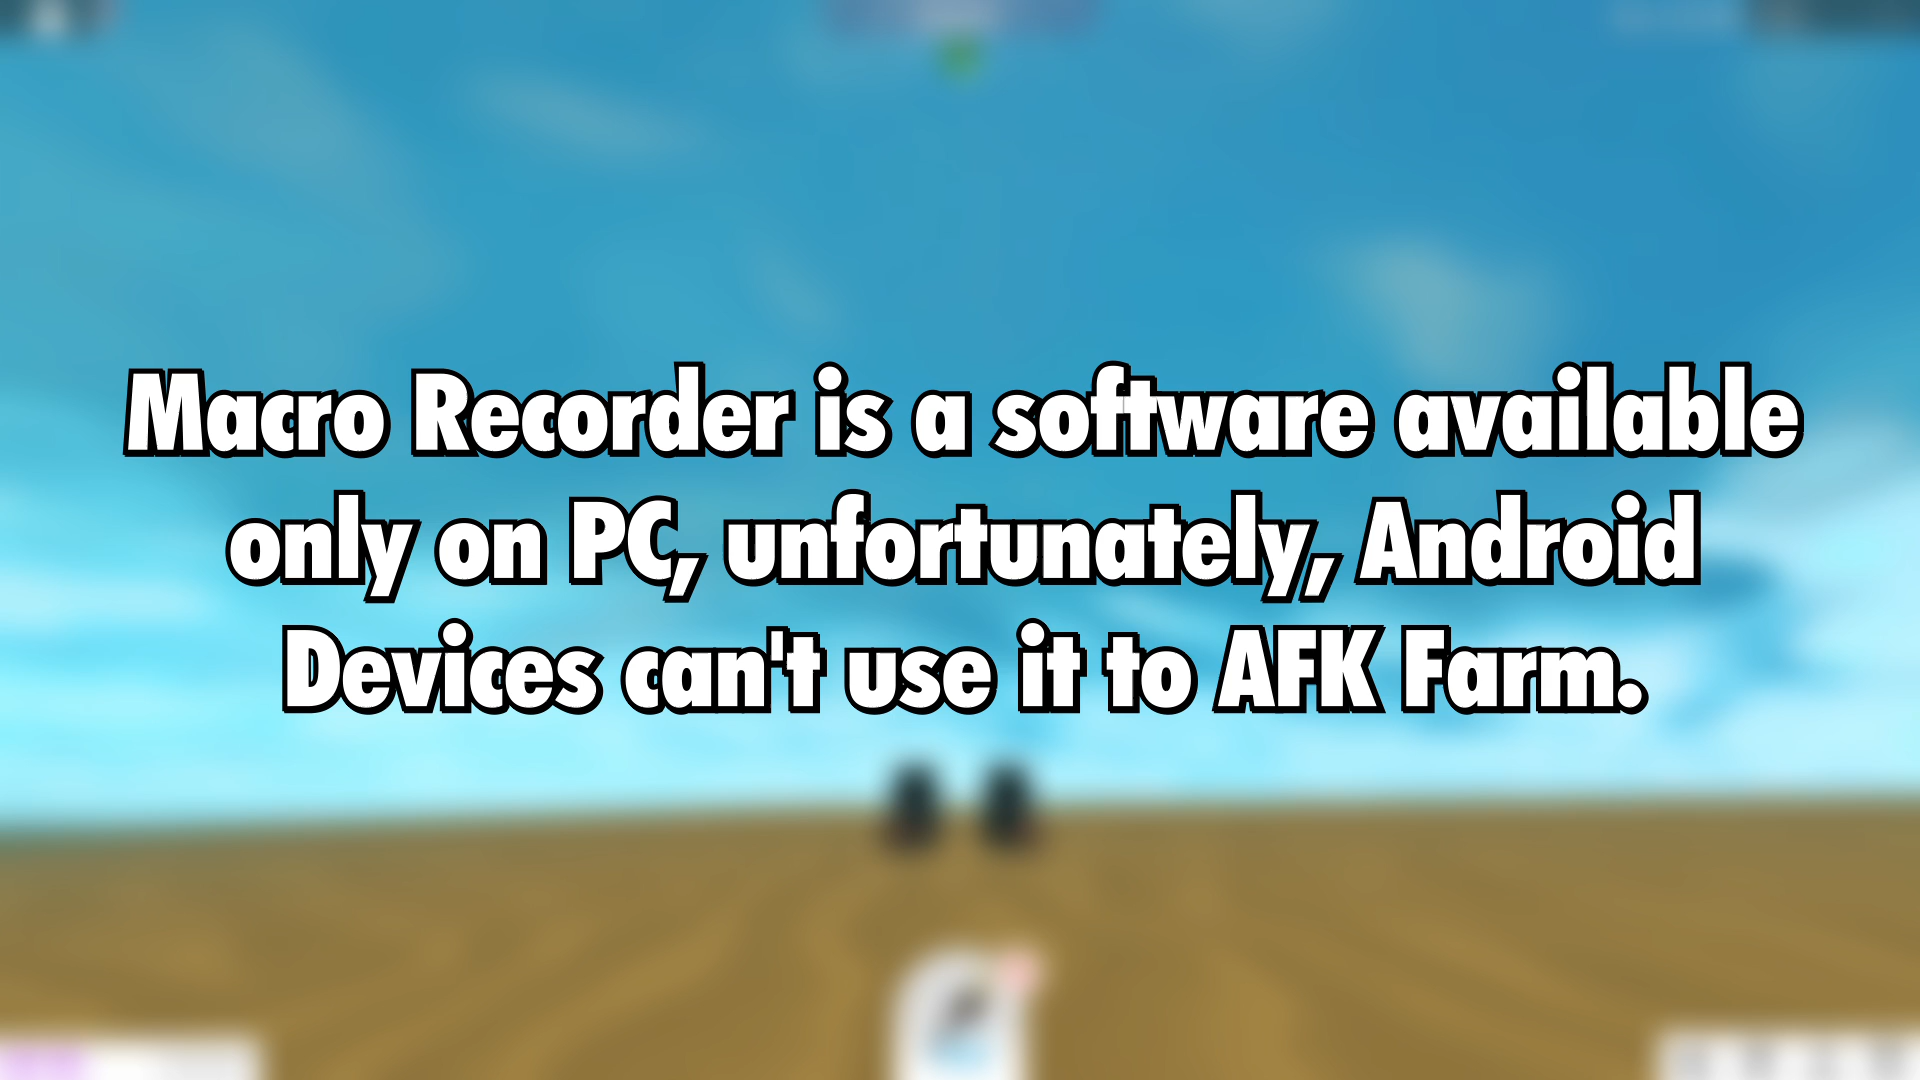 Macro Recorder is a software available
only on PC, unfortunately, Android
Devices can't use it to AFK Farm.